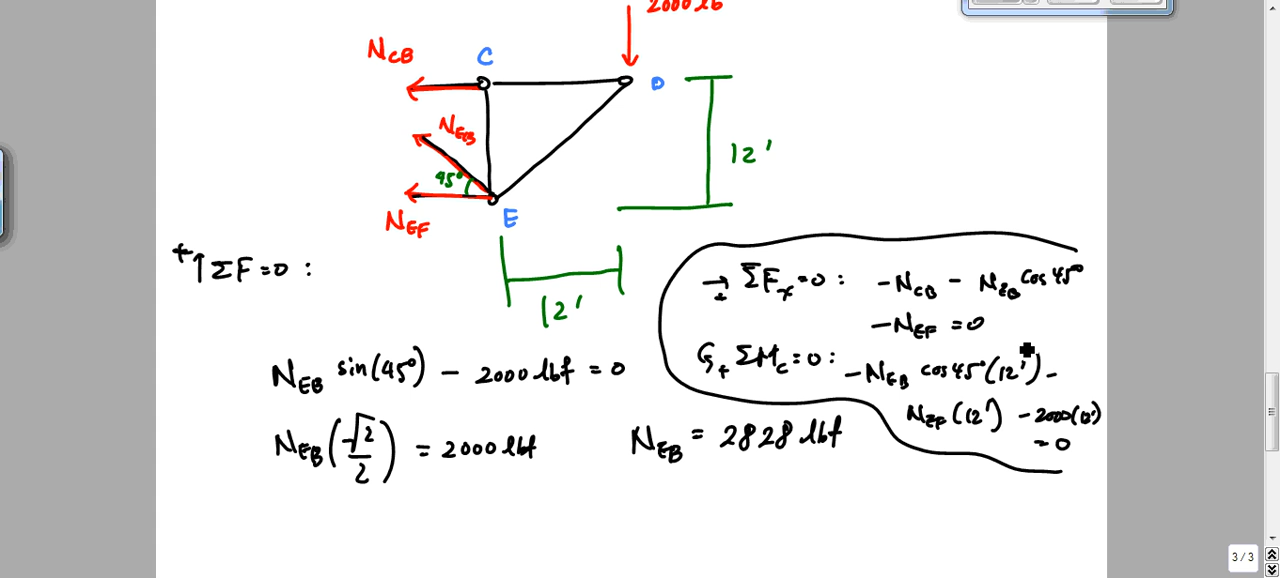 2000 lb
N_CB
C
D
N_EB
45°
12'
N_EF
E
12'
+↑ΣF=0:
→+ ΣF_x=0: -N_CB - N_EB cos 45°
-N_EF =0
N_EB sin(45°) - 2000 lbf = 0
↺+ ΣM_C=0: -N_EB cos45°(12') -
N_EF(12') -2000(12')
=0
N_EB(√2/2) = 2000 lbf
N_EB = 2828 lbf
3 / 3